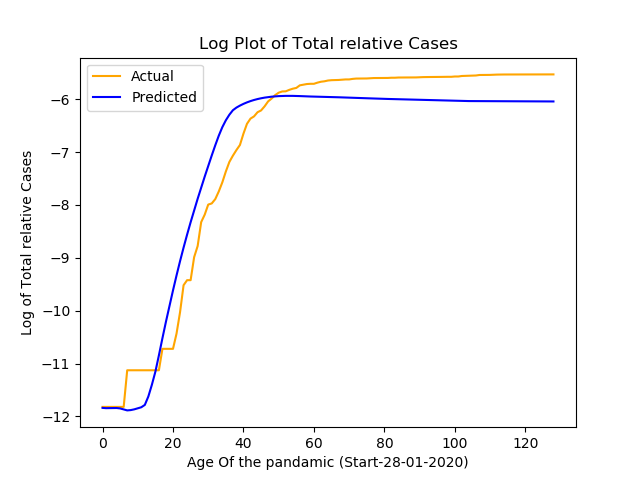 Log Plot of Total relative Cases
Actual
Predicted
Log of Total relative Cases
−6
−7
−8
−9
−10
−11
−12
0 20 40 60 80 100 120
Age Of the pandamic (Start-28-01-2020)